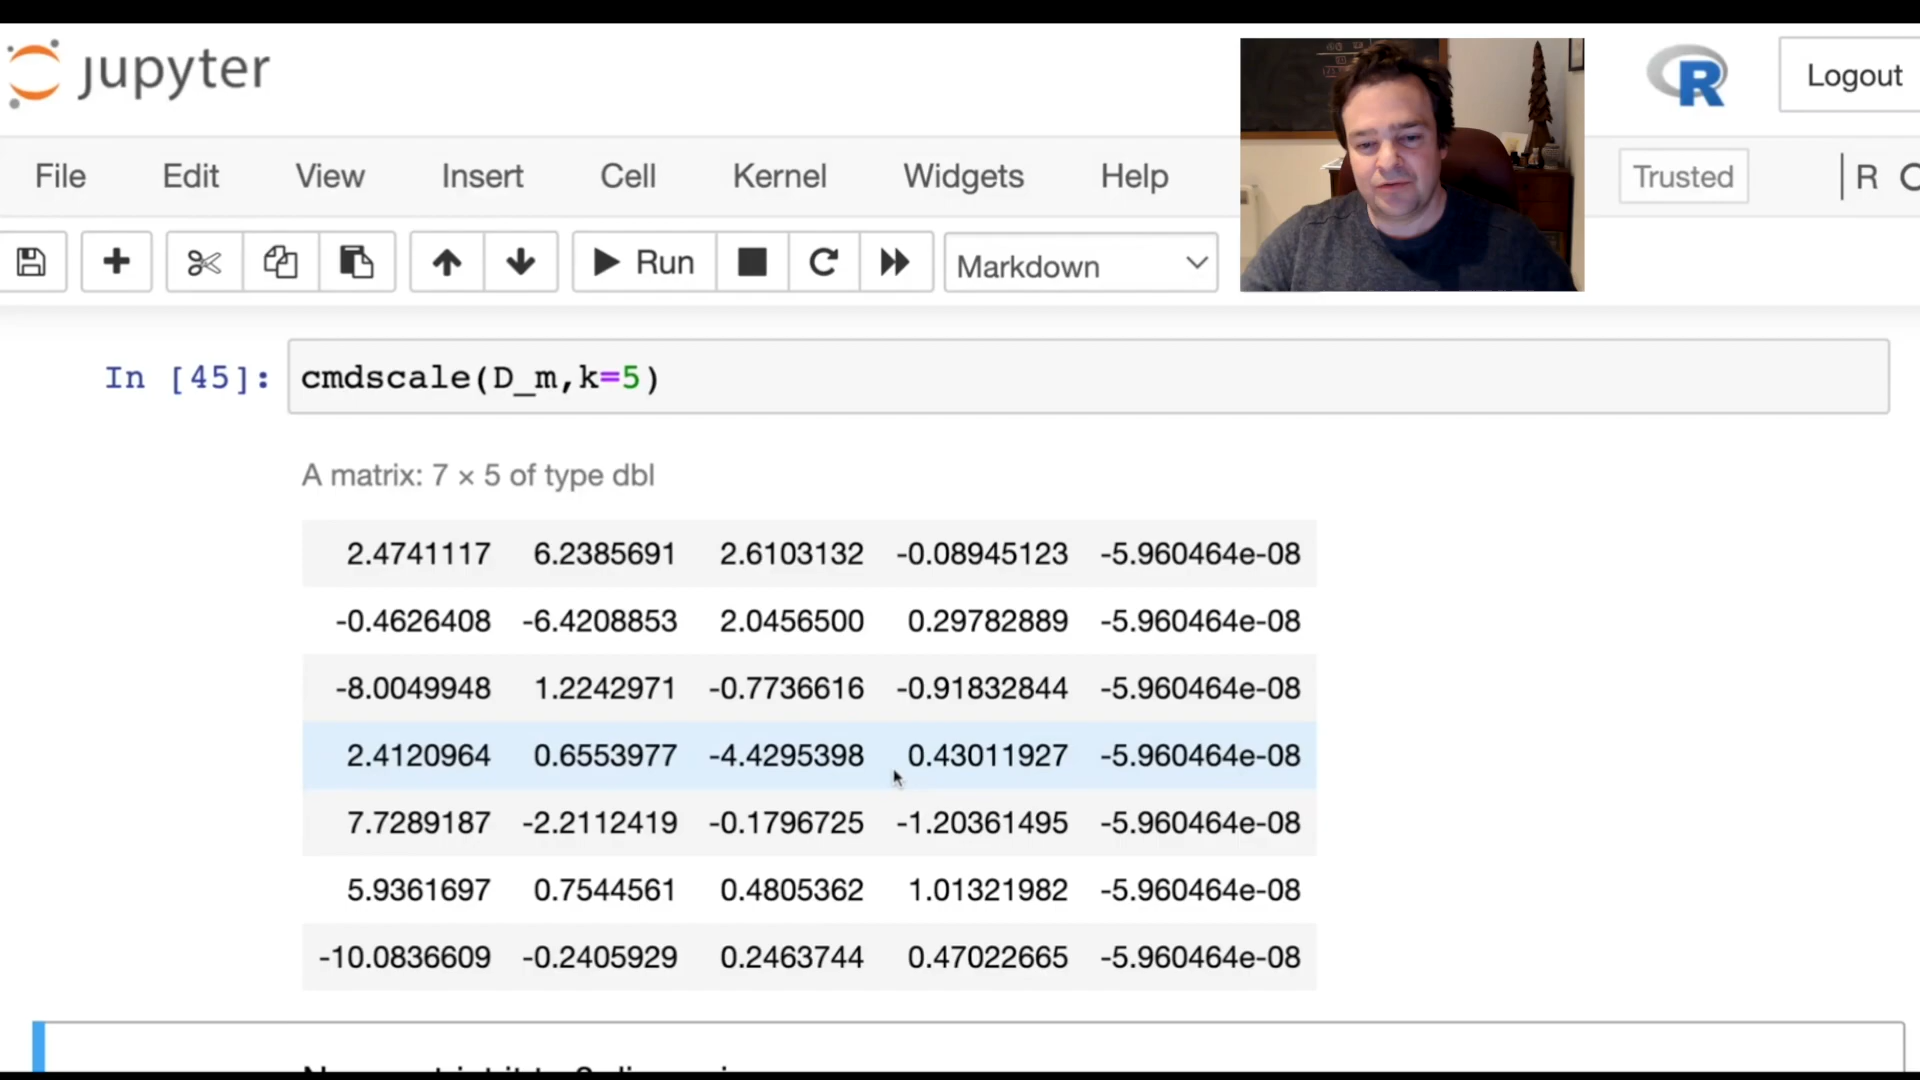 jupyter
R
Logout
File Edit View Insert Cell Kernel Widgets Help
Trusted
R
Run
Markdown
In [45]:
cmdscale(D_m,k=5)
A matrix: 7 × 5 of type dbl
2.4741117 6.2385691 2.6103132 -0.08945123 -5.960464e-08
-0.4626408 -6.4208853 2.0456500 0.29782889 -5.960464e-08
-8.0049948 1.2242971 -0.7736616 -0.91832844 -5.960464e-08
2.4120964 0.6553977 -4.4295398 0.43011927 -5.960464e-08
7.7289187 -2.2112419 -0.1796725 -1.20361495 -5.960464e-08
5.9361697 0.7544561 0.4805362 1.01321982 -5.960464e-08
-10.0836609 -0.2405929 0.2463744 0.47022665 -5.960464e-08